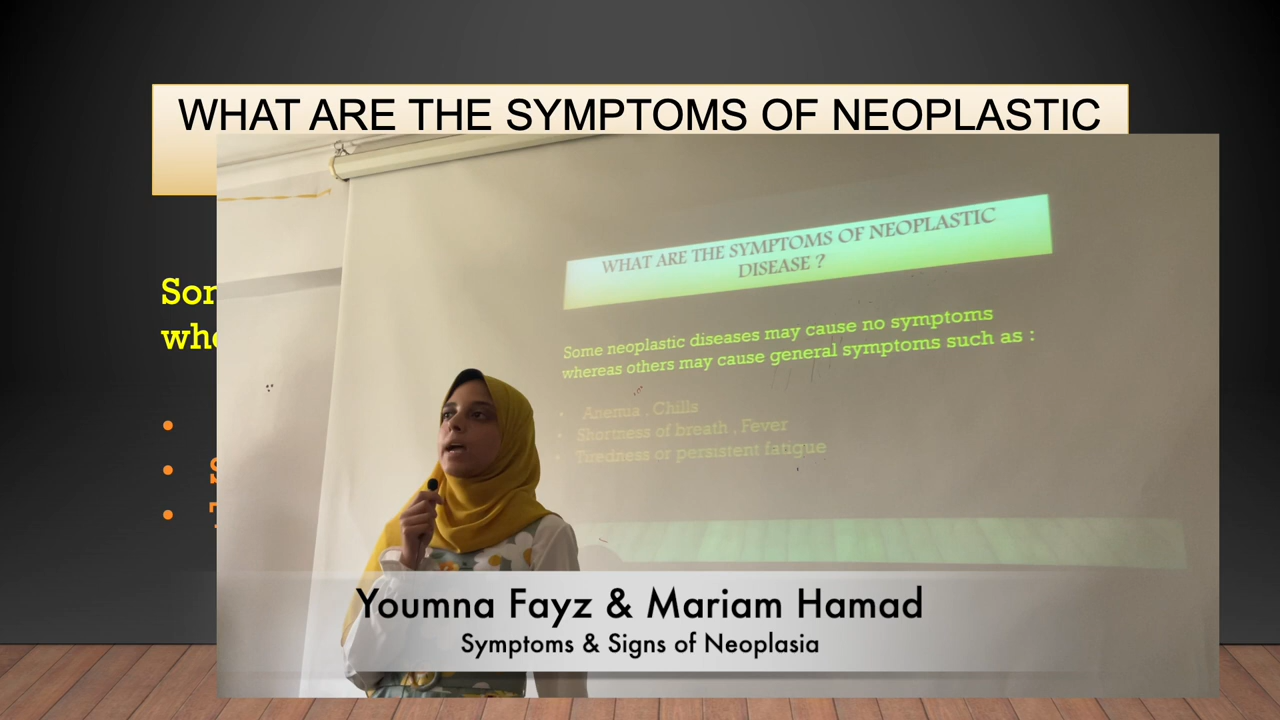 WHAT ARE THE SYMPTOMS OF NEOPLASTIC
WHAT ARE THE SYMPTOMS OF NEOPLASTIC
DISEASE ?
Some neoplastic diseases may cause no symptoms
whereas others may cause general symptoms such as :
• Anemia . Chills
• Shortness of breath . Fever
• Tiredness or persistent fatigue
Youmna Fayz & Mariam Hamad
Symptoms & Signs of Neoplasia